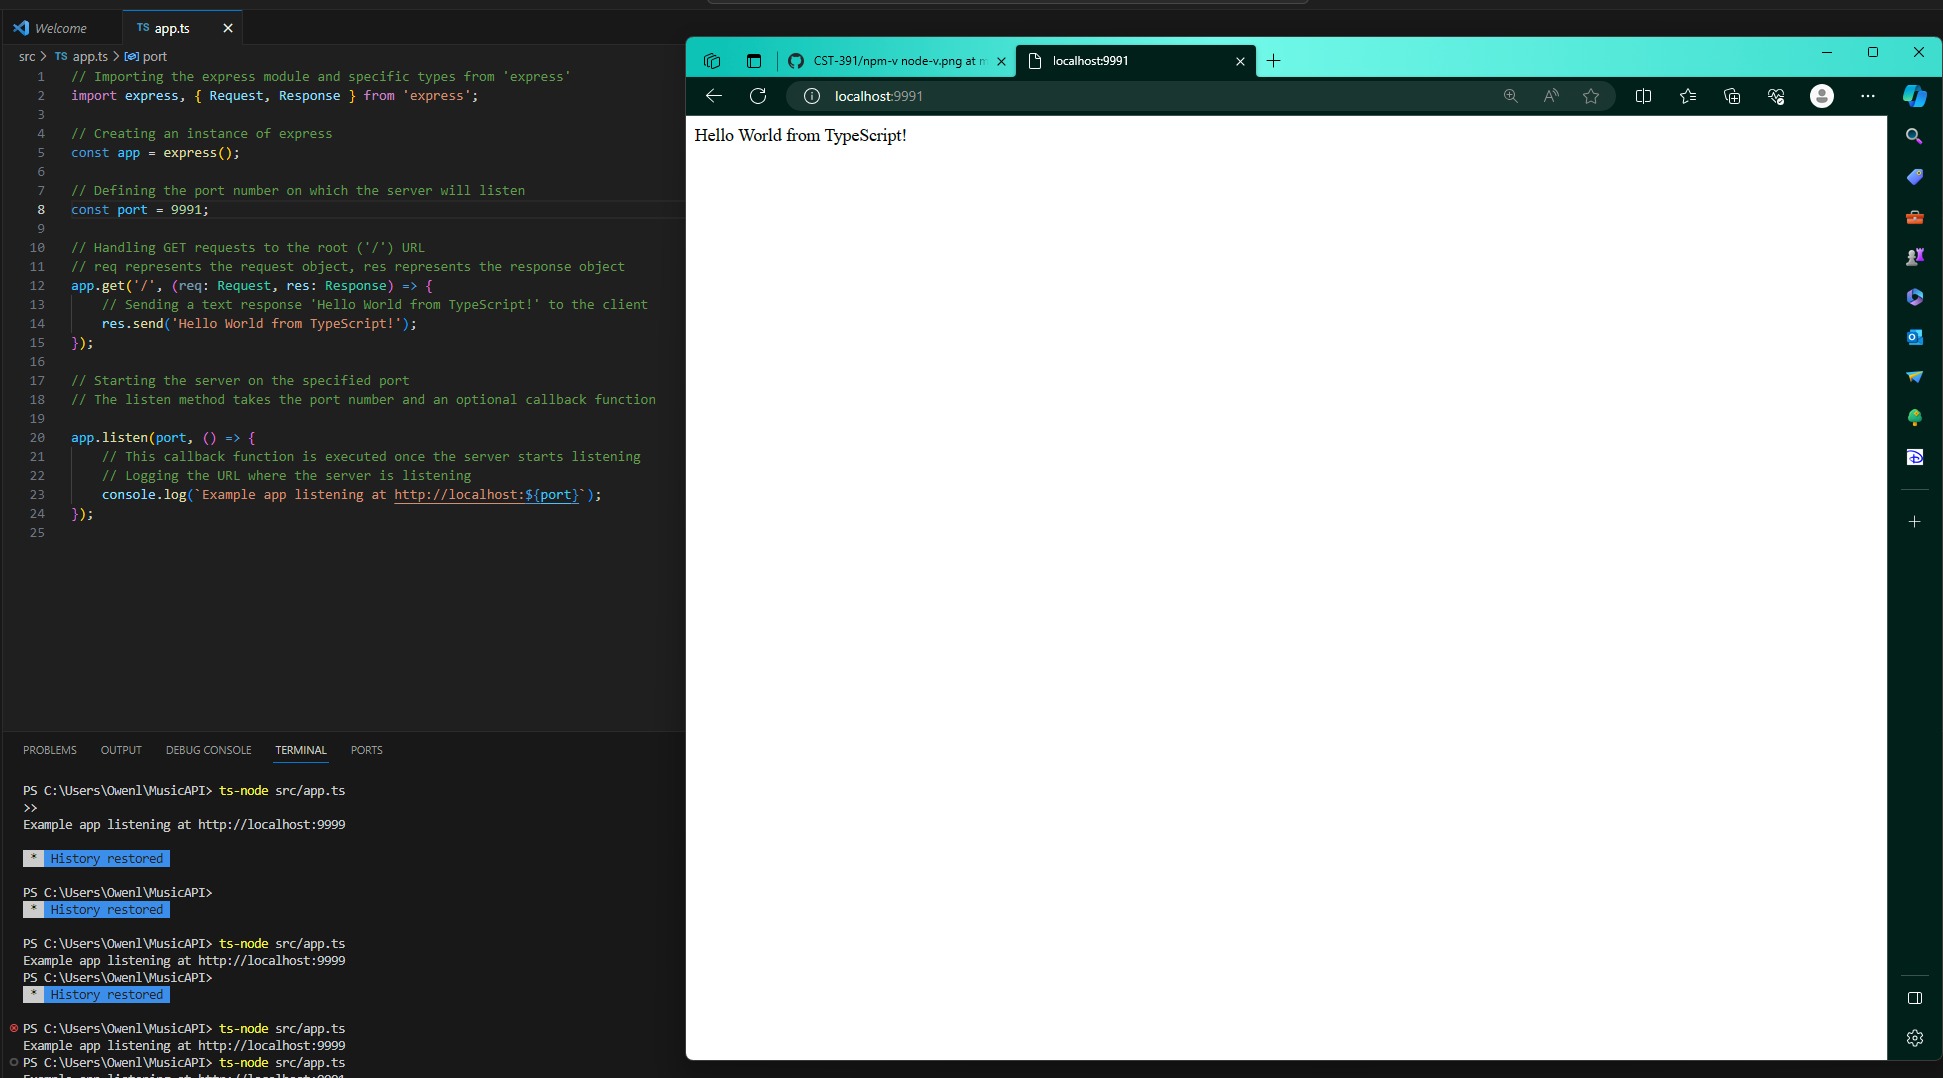 Welcome
TS app.ts
src > TS app.ts > port
1 // Importing the express module and specific types from 'express'
2 import express, { Request, Response } from 'express';
3
4 // Creating an instance of express
5 const app = express();
6
7 // Defining the port number on which the server will listen
8 const port = 9991;
9
10 // Handling GET requests to the root ('/') URL
11 // req represents the request object, res represents the response object
12 app.get('/', (req: Request, res: Response) => {
13 // Sending a text response 'Hello World from TypeScript!' to the client
14 res.send('Hello World from TypeScript!');
15 });
16
17 // Starting the server on the specified port
18 // The listen method takes the port number and an optional callback function
19
20 app.listen(port, () => {
21 // This callback function is executed once the server starts listening
22 // Logging the URL where the server is listening
23 console.log(`Example app listening at http://localhost:${port}`);
24 });
25
PROBLEMS OUTPUT DEBUG CONSOLE TERMINAL PORTS
PS C:\Users\Owenl\MusicAPI> ts-node src/app.ts
>>
Example app listening at http://localhost:9999
* History restored
PS C:\Users\Owenl\MusicAPI>
* History restored
PS C:\Users\Owenl\MusicAPI> ts-node src/app.ts
Example app listening at http://localhost:9999
PS C:\Users\Owenl\MusicAPI>
* History restored
PS C:\Users\Owenl\MusicAPI> ts-node src/app.ts
Example app listening at http://localhost:9999
PS C:\Users\Owenl\MusicAPI> ts-node src/app.ts
Example app listening at http://localhost:9991
CST-391/npm-v node-v.png at m
localhost:9991
localhost:9991
Hello World from TypeScript!